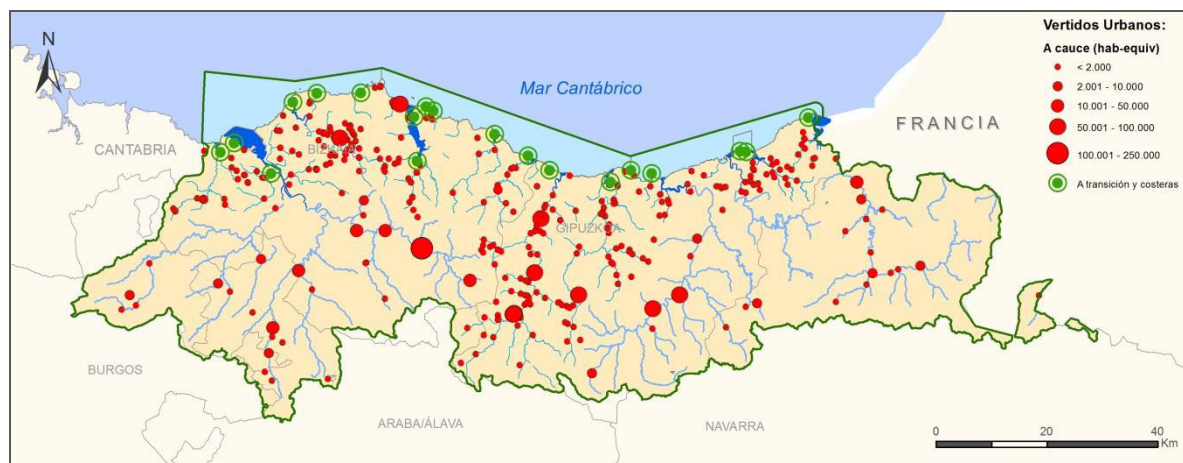 N
Mar Cantábrico
FRANCIA
CANTABRIA
BIZKAIA
GIPUZKOA
BURGOS
ARABA/ÁLAVA
NAVARRA
Vertidos Urbanos:
A cauce (hab-equiv)
< 2.000
2.001 - 10.000
10.001 - 50.000
50.001 - 100.000
100.001 - 250.000
A transición y costeras
0 20 40
Km